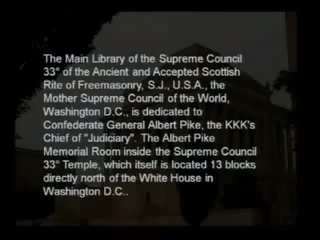 The Main Library of the Supreme Council
33° of the Ancient and Accepted Scottish
Rite of Freemasonry, S.J., U.S.A., the
Mother Supreme Council of the World,
Washington D.C., is dedicated to
Confederate General Albert Pike, the KKK's
Chief of "Judiciary". The Albert Pike
Memorial Room inside the Supreme Council
33° Temple, which itself is located 13 blocks
directly north of the White House in
Washington D.C..